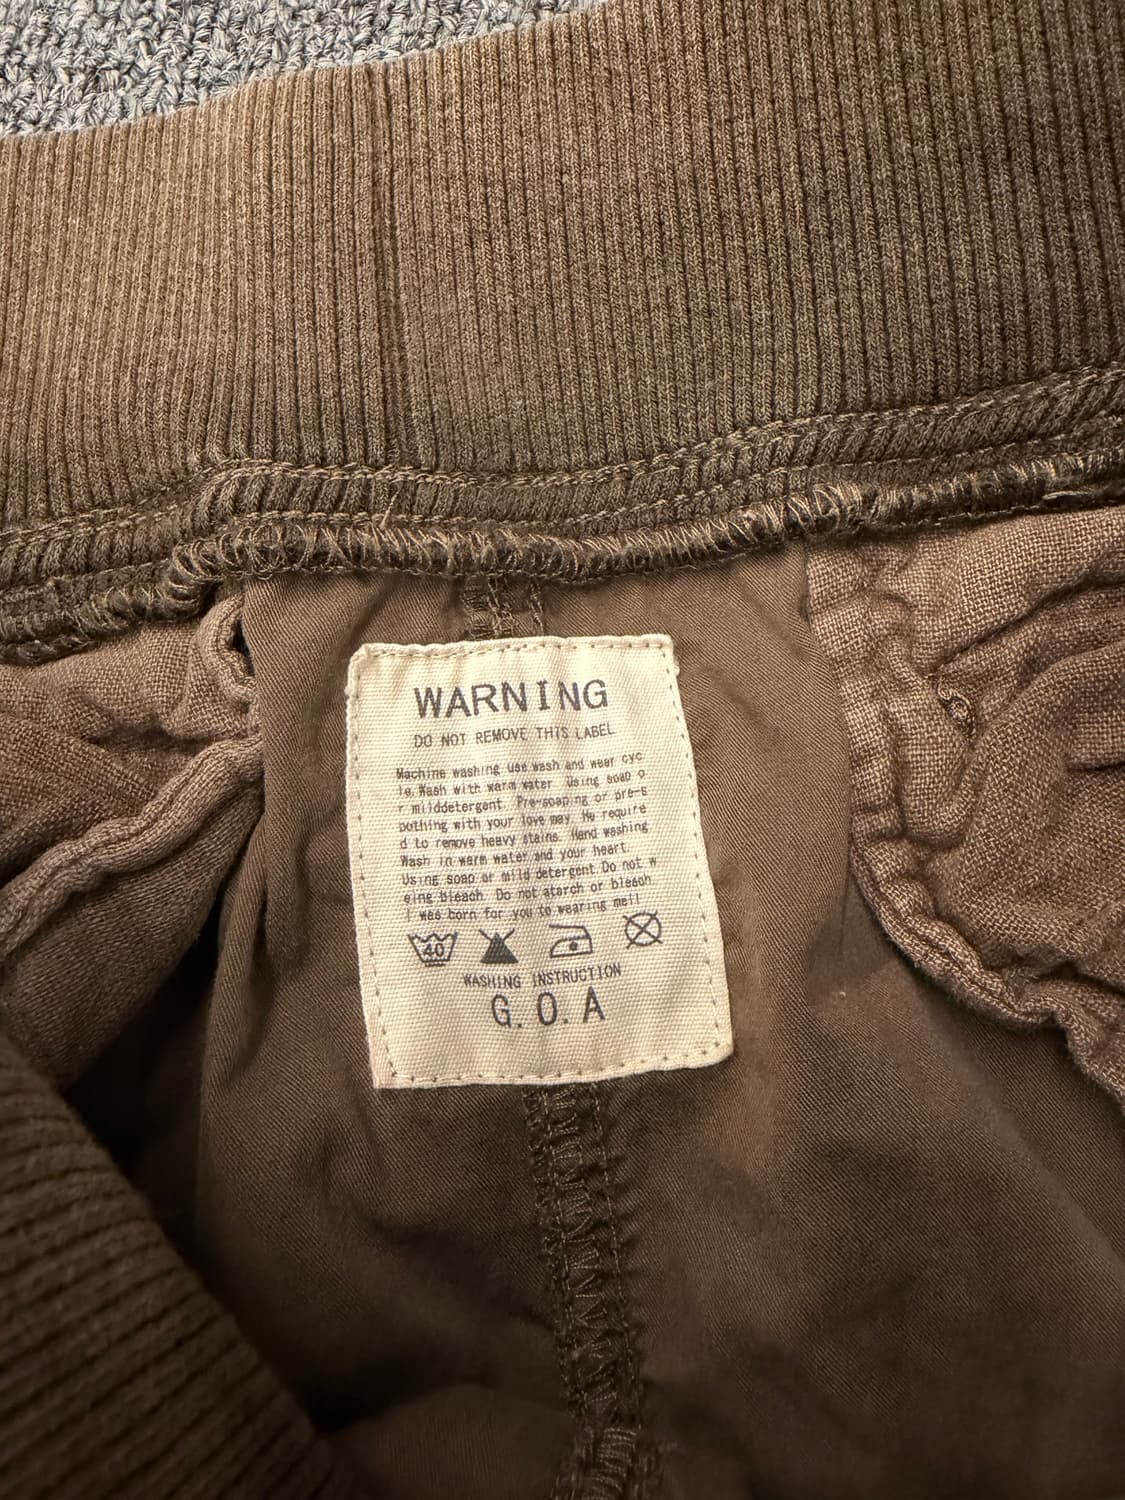 WARNING
DO NOT REMOVE THIS LABEL
Machine washing use wash and wear cyc
le. Wash with warm water. Using soap o
r milddetergent. Pre-soaping or pre-s
oothing with your love may. He require
d to remove heavy stains. Hand washing
Wash in warm water and your heart.
Using soap or mild detergent. Do not w
eing bleach. Do not atarch or bleach
I was born for you to wearing mell
40
WASHING INSTRUCTION
G.O.A